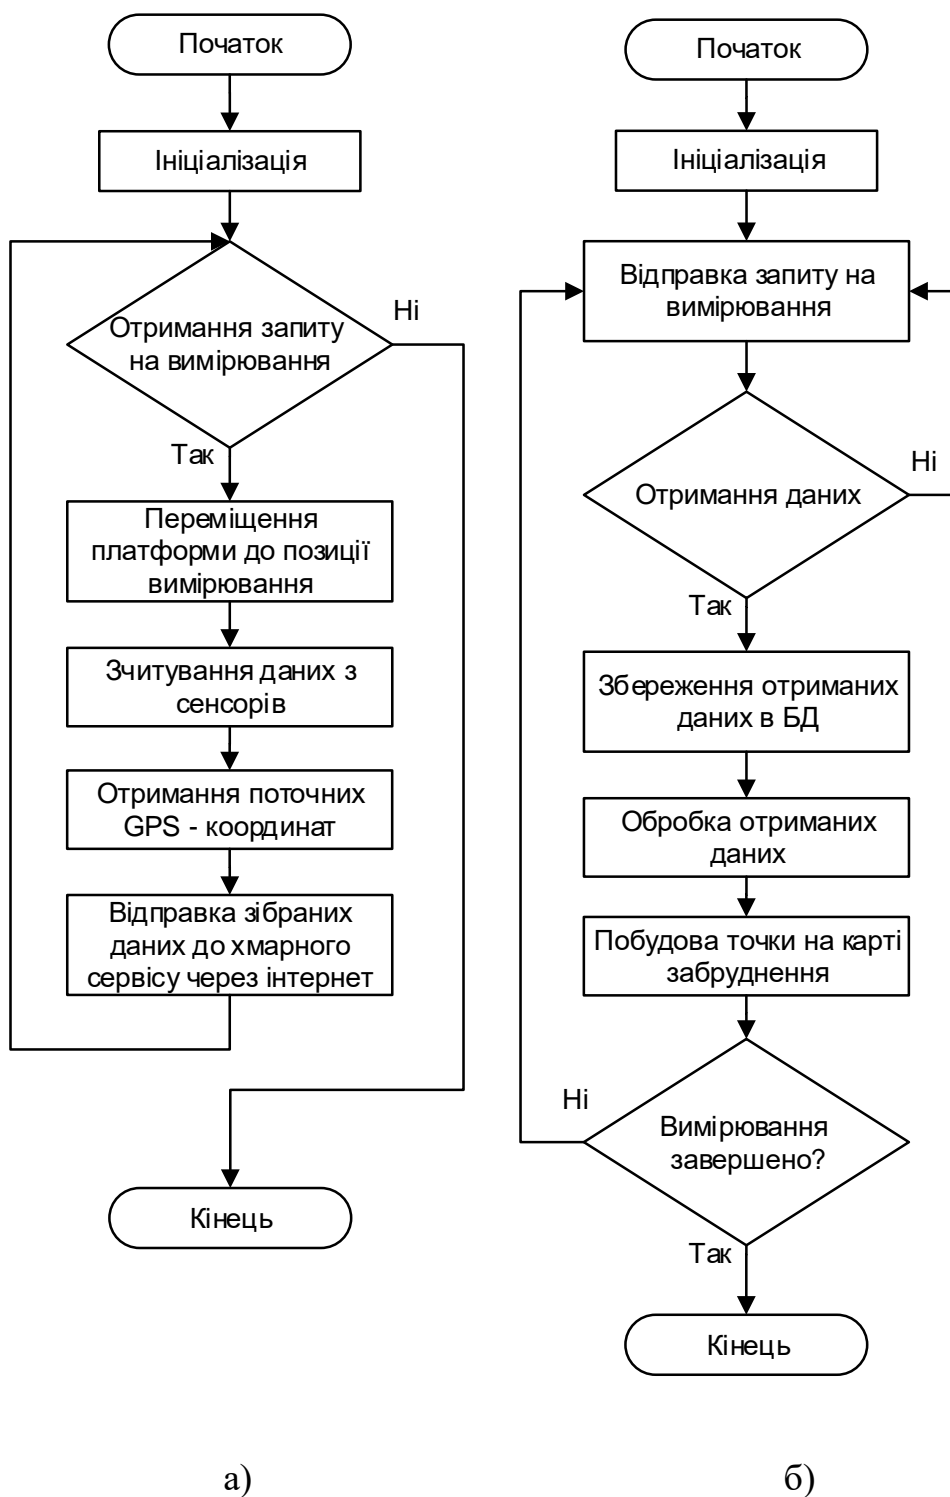 Початок
Ініціалізація
Отримання запиту
на вимірювання
Ні
Так
Переміщення
платформи до позиції
вимірювання
Зчитування даних з
сенсорів
Отримання поточних
GPS - координат
Відправка зібраних
даних до хмарного
сервісу через інтернет
Кінець
а)
Початок
Ініціалізація
Відправка запиту на
вимірювання
Отримання даних
Ні
Так
Збереження отриманих
даних в БД
Обробка отриманих
даних
Побудова точки на карті
забруднення
Вимірювання
завершено?
Ні
Так
Кінець
б)